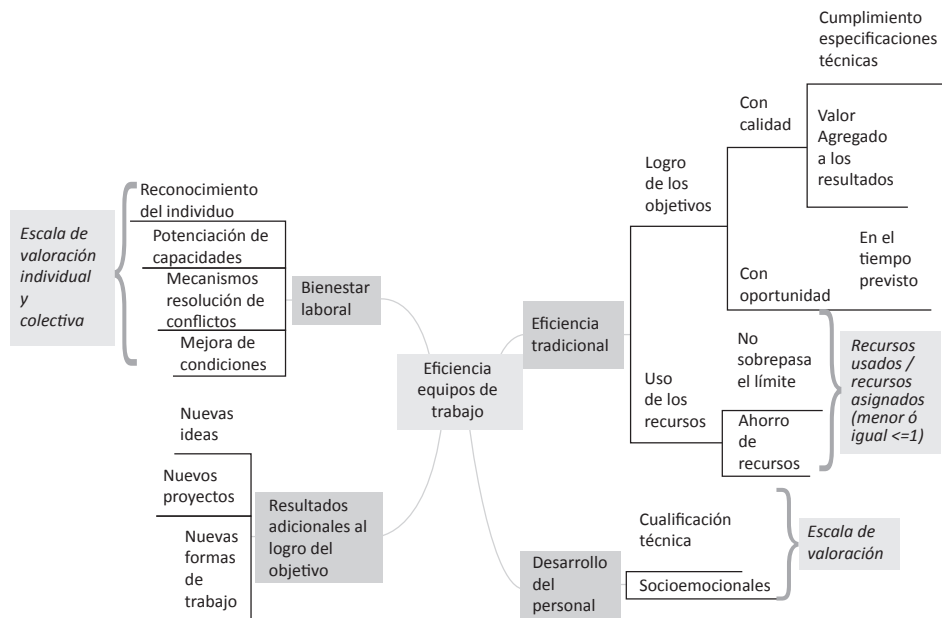 Cumplimiento
especificaciones
técnicas
Con
calidad
Valor
Agregado
a los
resultados
Logro
de los
objetivos
Con
oportunidad
En el
tiempo
previsto
Eficiencia
tradicional
Uso
de los
recursos
No
sobrepasa
el límite
Ahorro
de
recursos
Recursos
usados /
recursos
asignados
(menor ó
igual <=1)
Escala de
valoración
individual
y
colectiva
Reconocimiento
del individuo
Potenciación de
capacidades
Mecanismos
resolución de
conflictos
Mejora de
condiciones
Bienestar
laboral
Eficiencia
equipos de
trabajo
Nuevas
ideas
Nuevos
proyectos
Nuevas
formas
de
trabajo
Resultados
adicionales al
logro del
objetivo
Desarrollo
del
personal
Cualificación
técnica
Socioemocionales
Escala de
valoración